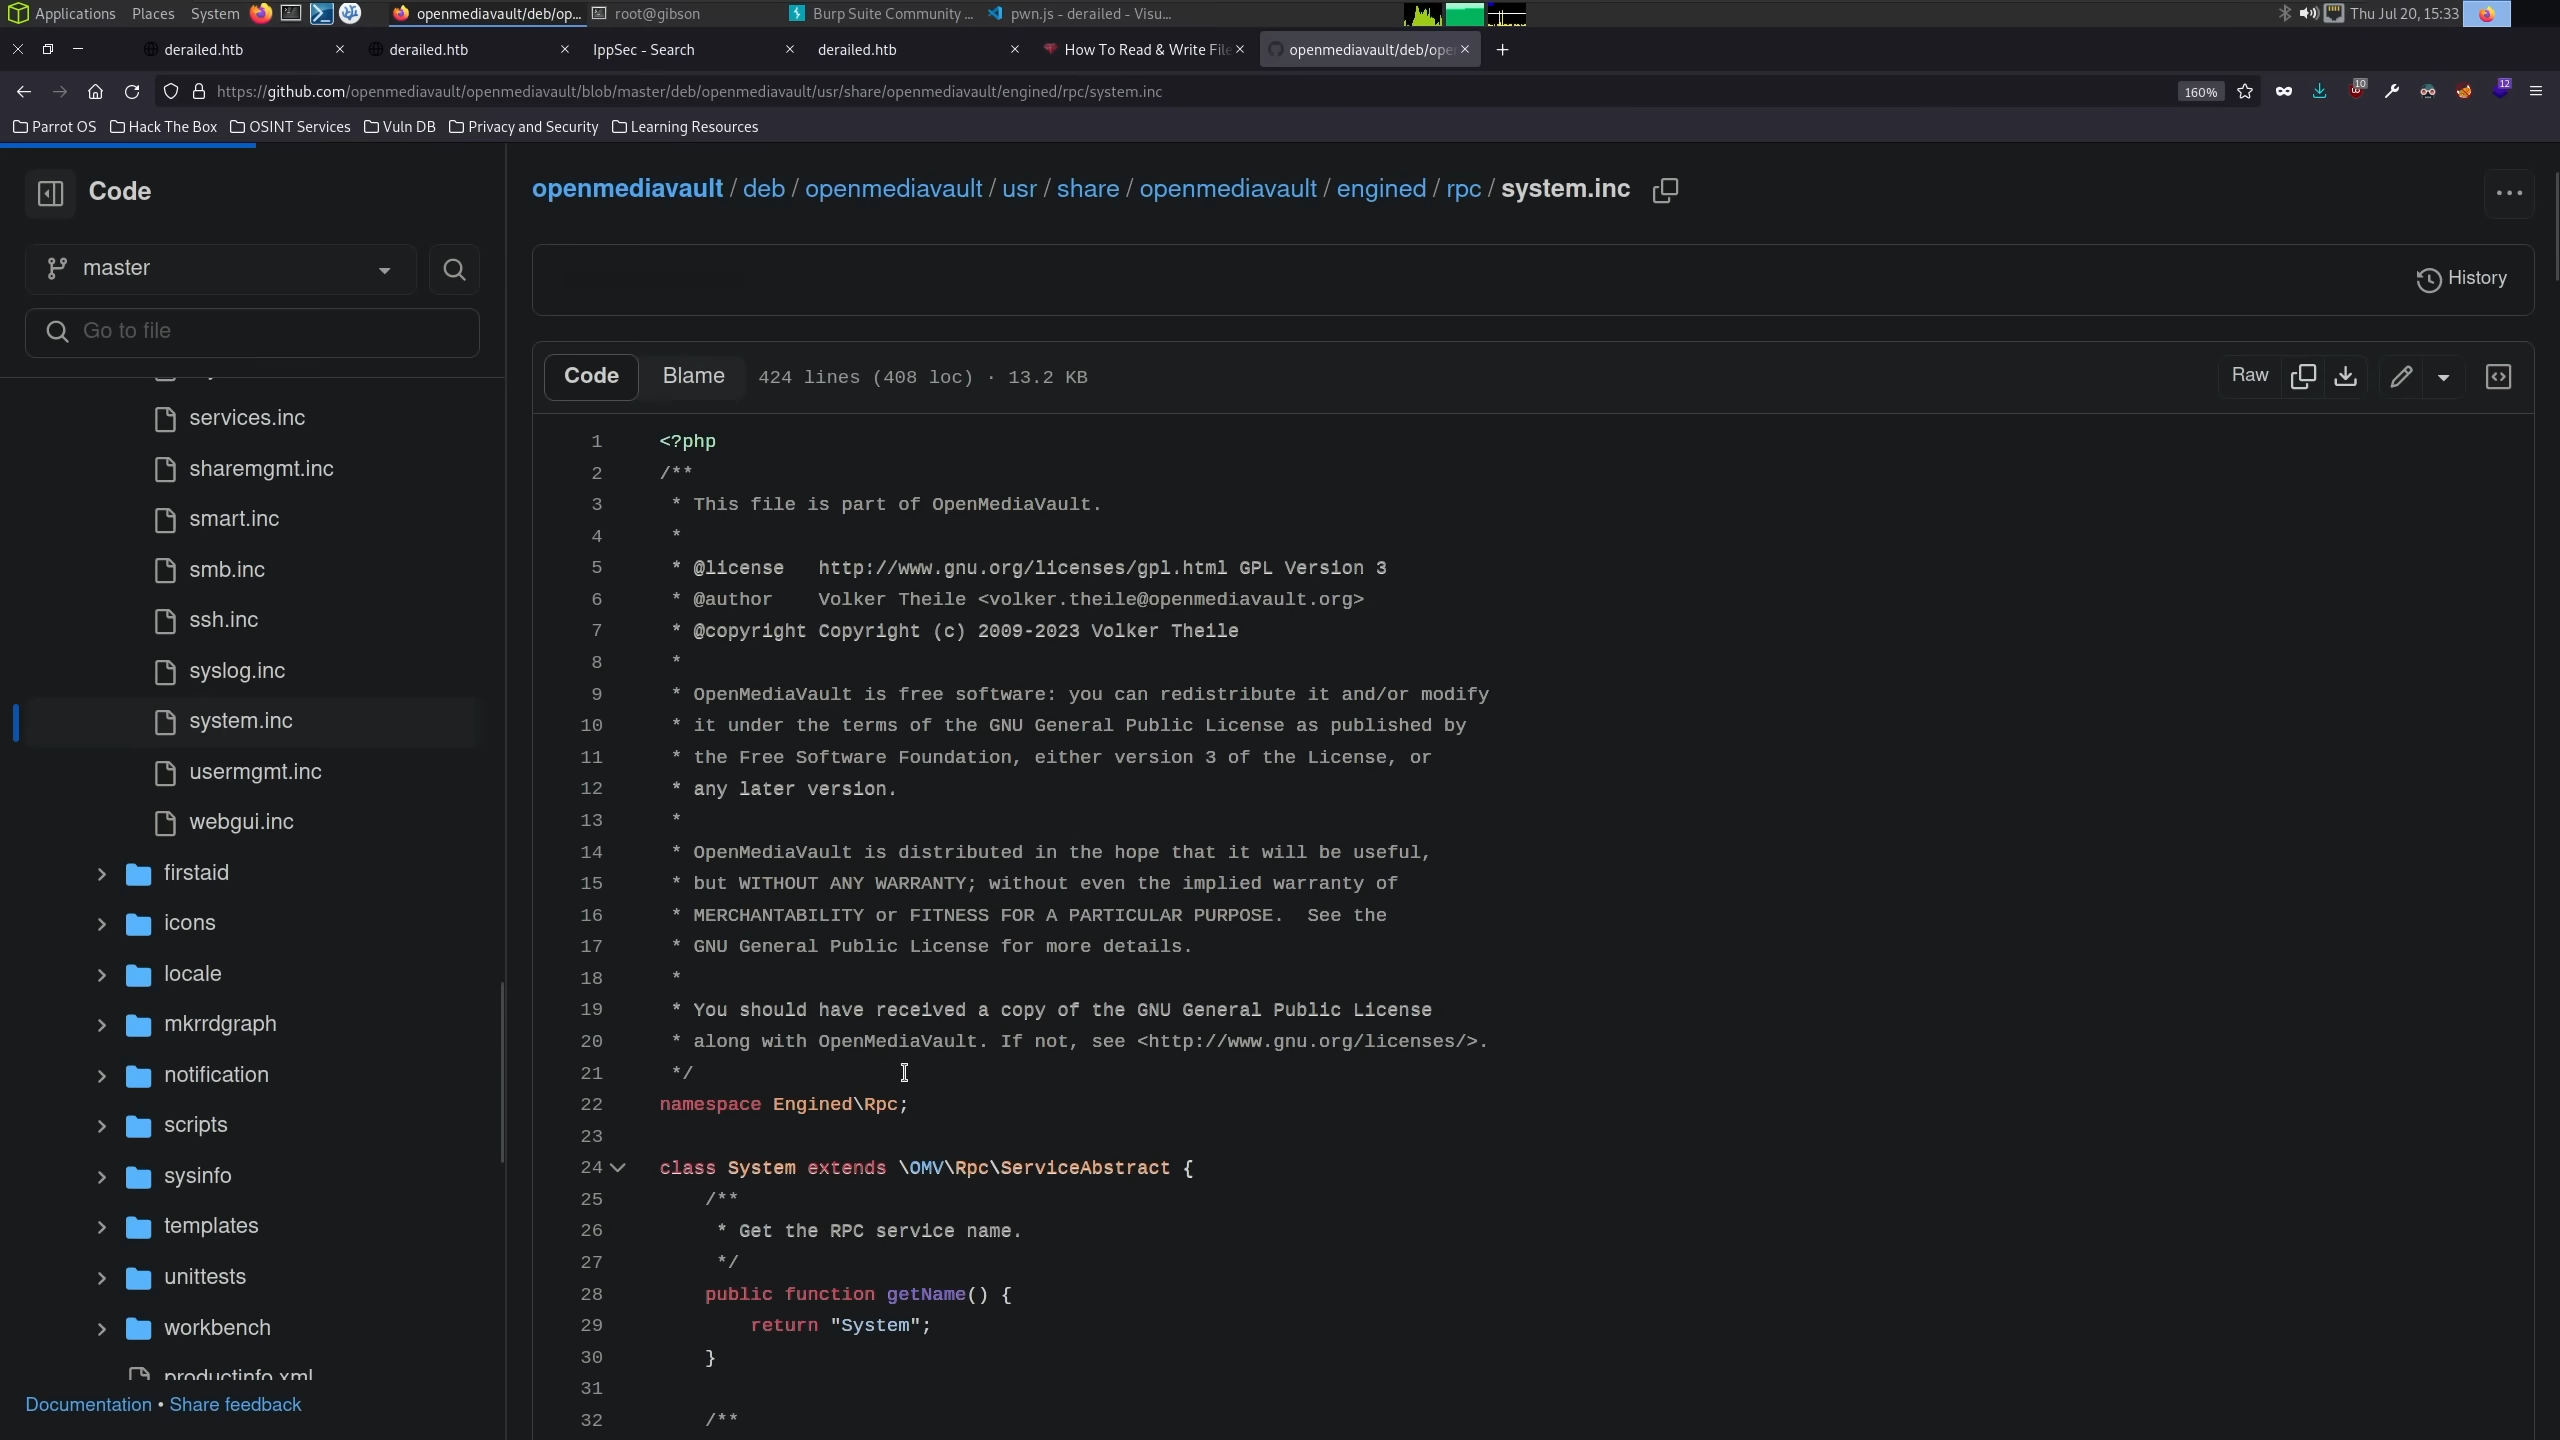 Applications Places System openmediavault/deb/op... root@gibson Burp Suite Community ... pwn.js - derailed - Visu... Thu Jul 20, 15:33
derailed.htb derailed.htb IppSec - Search derailed.htb How To Read & Write File openmediavault/deb/ope
https://github.com/openmediavault/openmediavault/blob/master/deb/openmediavault/usr/share/openmediavault/engined/rpc/system.inc 160% 10 12
Parrot OS Hack The Box OSINT Services Vuln DB Privacy and Security Learning Resources
Code
master
Go to file
services.inc
sharemgmt.inc
smart.inc
smb.inc
ssh.inc
syslog.inc
system.inc
usermgmt.inc
webgui.inc
firstaid
icons
locale
mkrrdgraph
notification
scripts
sysinfo
templates
unittests
workbench
productinfo.xml
Documentation • Share feedback
openmediavault / deb / openmediavault / usr / share / openmediavault / engined / rpc / system.inc
History
Code Blame 424 lines (408 loc) · 13.2 KB Raw
1 <?php
2 /**
3 * This file is part of OpenMediaVault.
4 *
5 * @license http://www.gnu.org/licenses/gpl.html GPL Version 3
6 * @author Volker Theile <volker.theile@openmediavault.org>
7 * @copyright Copyright (c) 2009-2023 Volker Theile
8 *
9 * OpenMediaVault is free software: you can redistribute it and/or modify
10 * it under the terms of the GNU General Public License as published by
11 * the Free Software Foundation, either version 3 of the License, or
12 * any later version.
13 *
14 * OpenMediaVault is distributed in the hope that it will be useful,
15 * but WITHOUT ANY WARRANTY; without even the implied warranty of
16 * MERCHANTABILITY or FITNESS FOR A PARTICULAR PURPOSE. See the
17 * GNU General Public License for more details.
18 *
19 * You should have received a copy of the GNU General Public License
20 * along with OpenMediaVault. If not, see <http://www.gnu.org/licenses/>.
21 */
22 namespace Engined\Rpc;
23
24 class System extends \OMV\Rpc\ServiceAbstract {
25 /**
26 * Get the RPC service name.
27 */
28 public function getName() {
29 return "System";
30 }
31
32 /**